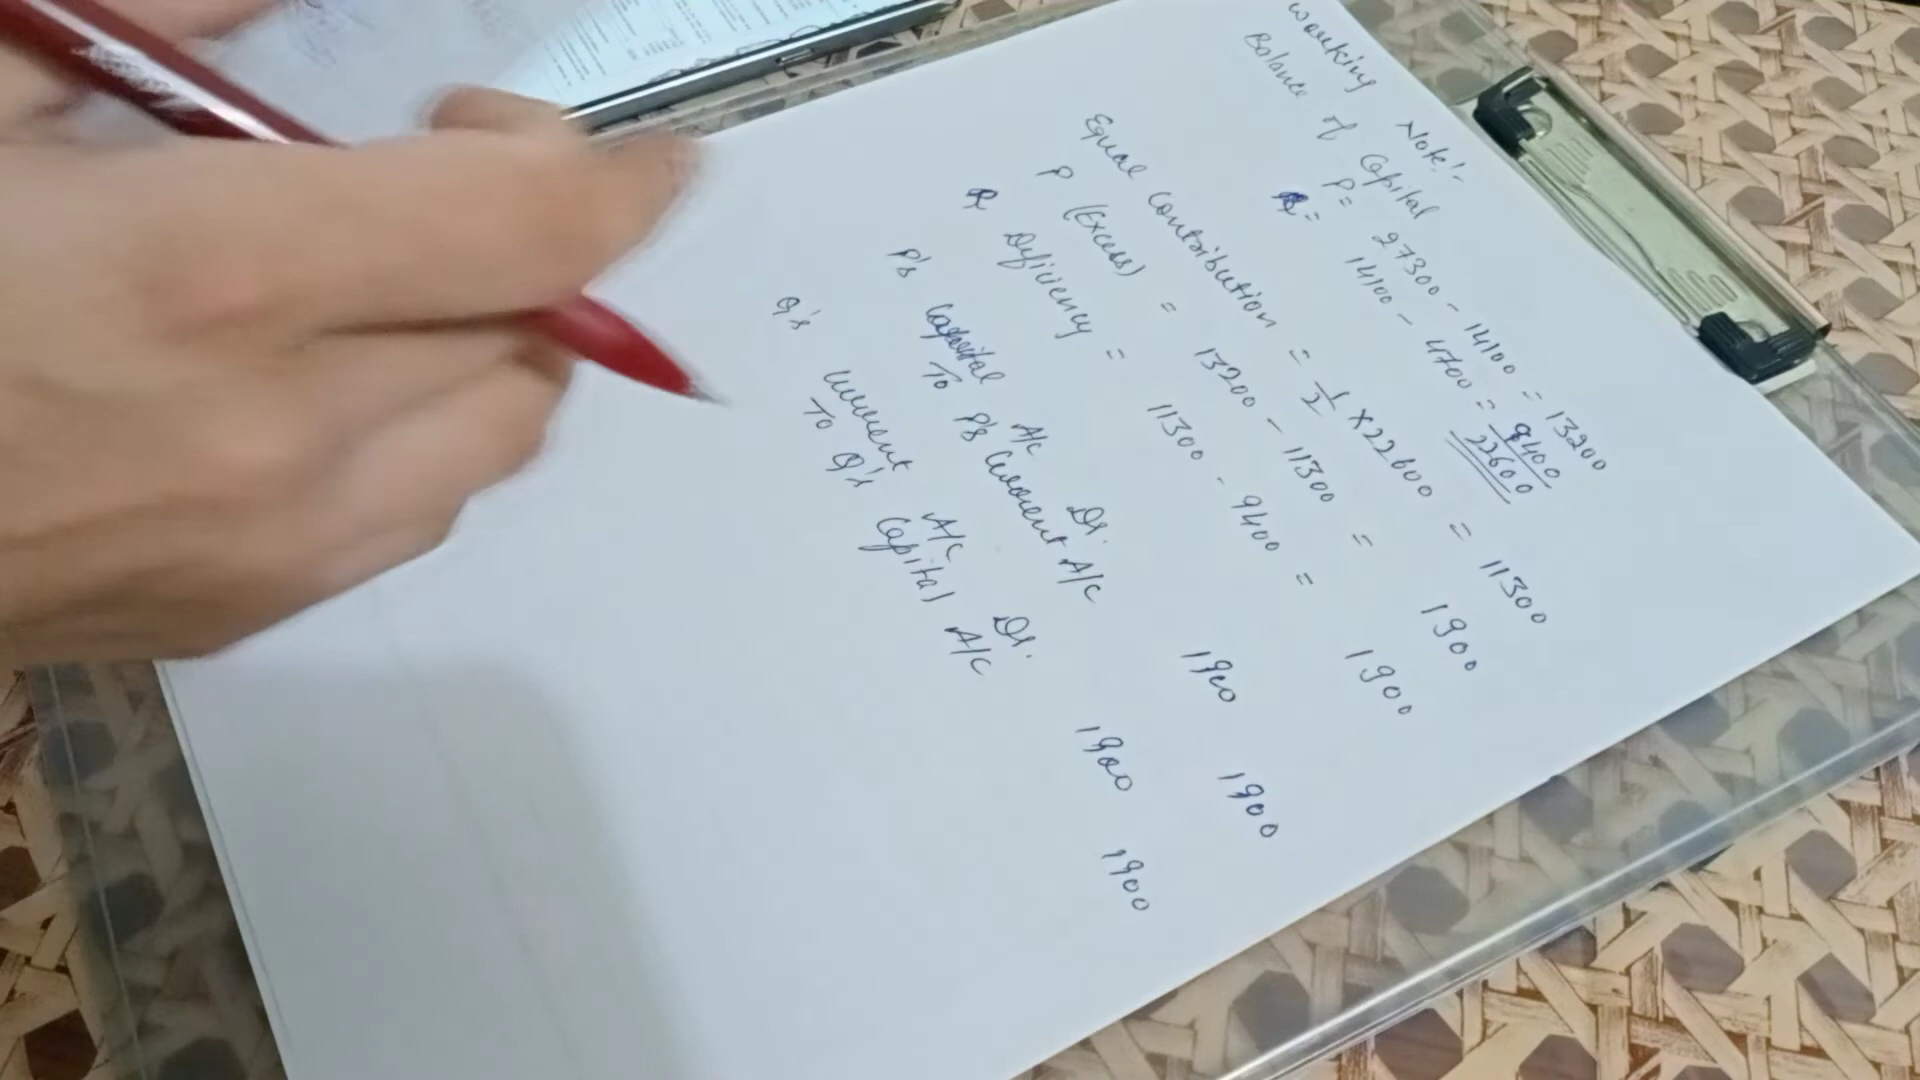 Working Note:-
Balance of Capital
P = 27300 - 14100 = 13200
Q = 14100 - 4700 = 9400
22600
Equal Contribution = 1/2 × 22600 = 11300
P (Excess) = 13200 - 11300 = 1900
Q Deficiency = 11300 - 9400 = 1900
P's Capital A/c Dr. 1900
To P's Current A/c 1900
Q's Current A/c Dr. 1900
To Q's Capital A/c 1900